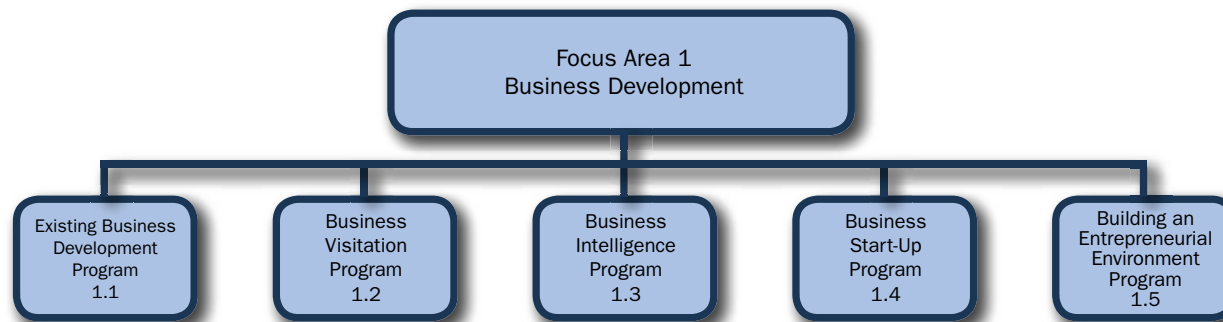 Focus Area 1
Business Development
Existing Business
Development
Program
1.1
Business
Visitation
Program
1.2
Business
Intelligence
Program
1.3
Business
Start-Up
Program
1.4
Building an
Entrepreneurial
Environment
Program
1.5